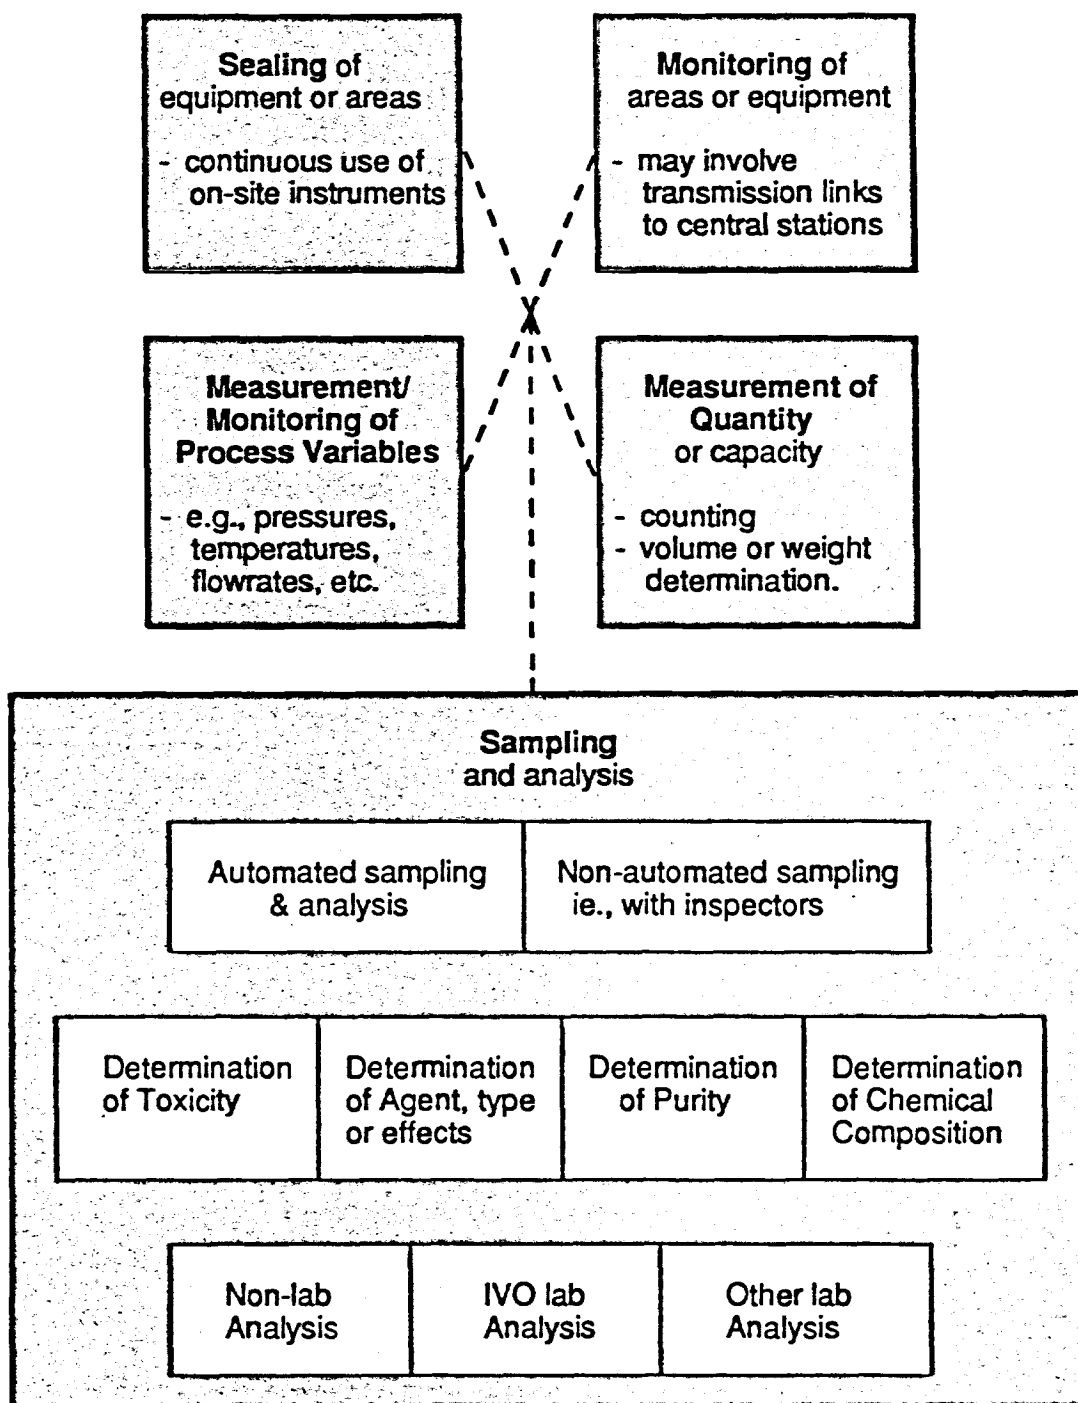 Sealing of
equipment or areas
- continuous use of
on-site instruments
Monitoring of
areas or equipment
- may involve
transmission links
to central stations
Measurement/
Monitoring of
Process Variables
- e.g., pressures,
temperatures,
flowrates, etc.
Measurement of
Quantity
or capacity
- counting
- volume or weight
determination.
Sampling
and analysis
Automated sampling
& analysis
Non-automated sampling
ie., with inspectors
Determination
of Toxicity
Determination
of Agent, type
or effects
Determination
of Purity
Determination
of Chemical
Composition
Non-lab
Analysis
IVO lab
Analysis
Other lab
Analysis